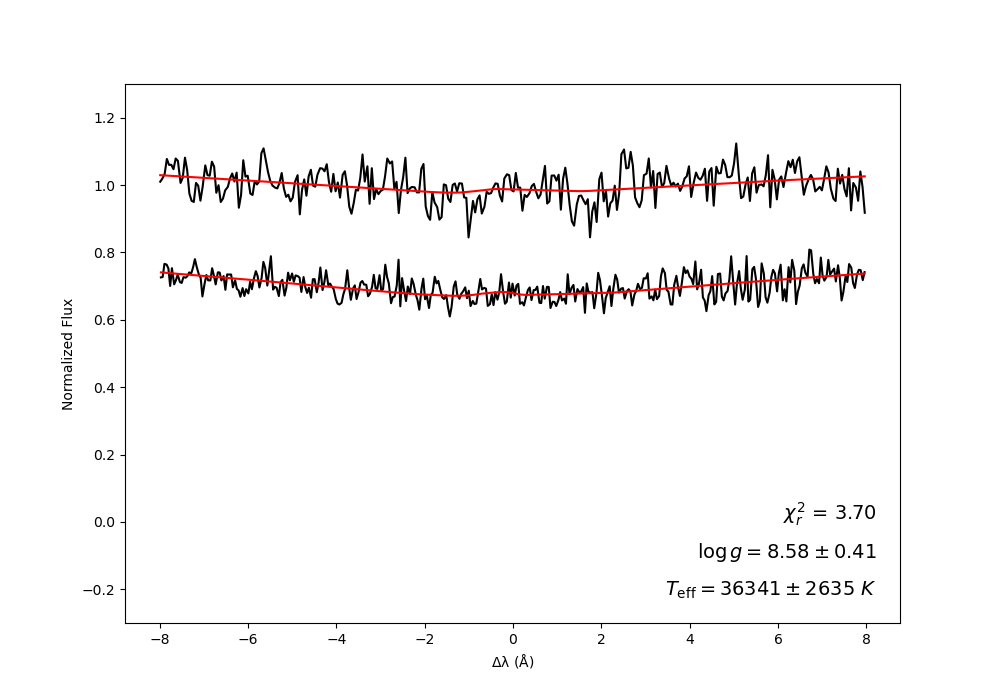 1.2
1.0
0.8
0.6
0.4
0.2
0.0
−0.2
Normalized Flux
χ²ᵣ = 3.70
log g = 8.58 ± 0.41
T_eff = 36341 ± 2635 K
−8 −6 −4 −2 0 2 4 6 8
Δλ (Å)